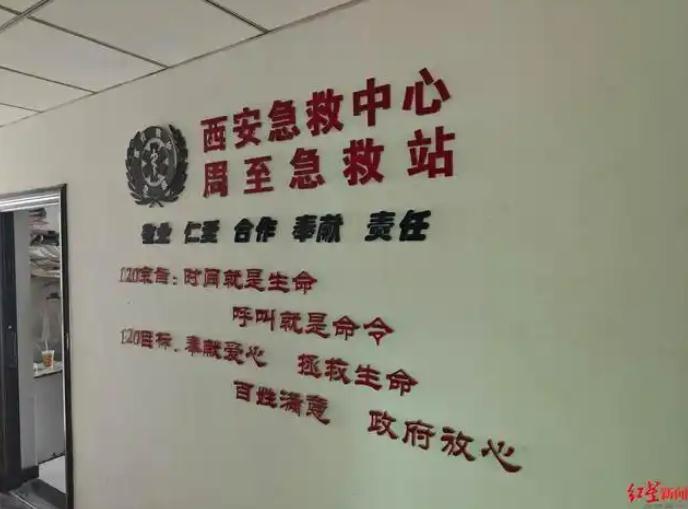 西安急救中心
周至急救站
敬业 仁爱 合作 奉献 责任
120宗旨：时间就是生命
呼叫就是命令
120目标：奉献爱心 拯救生命
百姓满意 政府放心
红星新闻